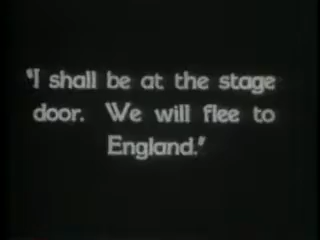 "I shall be at the stage
door. We will flee to
England."